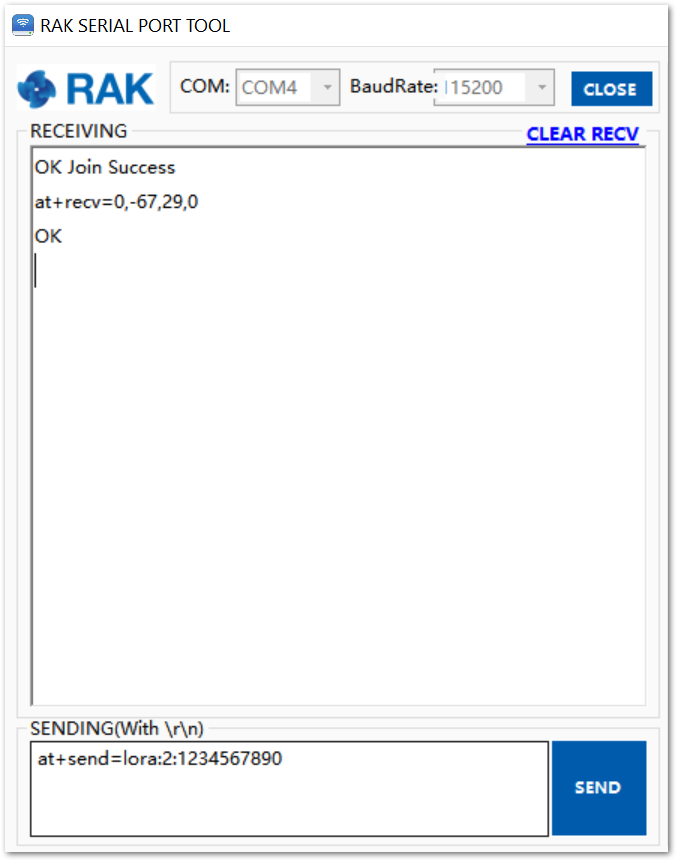 RAK SERIAL PORT TOOL
RAK COM: COM4 BaudRate: 115200 CLOSE
RECEIVING CLEAR RECV
OK Join Success
at+recv=0,-67,29,0
OK
SENDING(With \r\n)
at+send=lora:2:1234567890
SEND